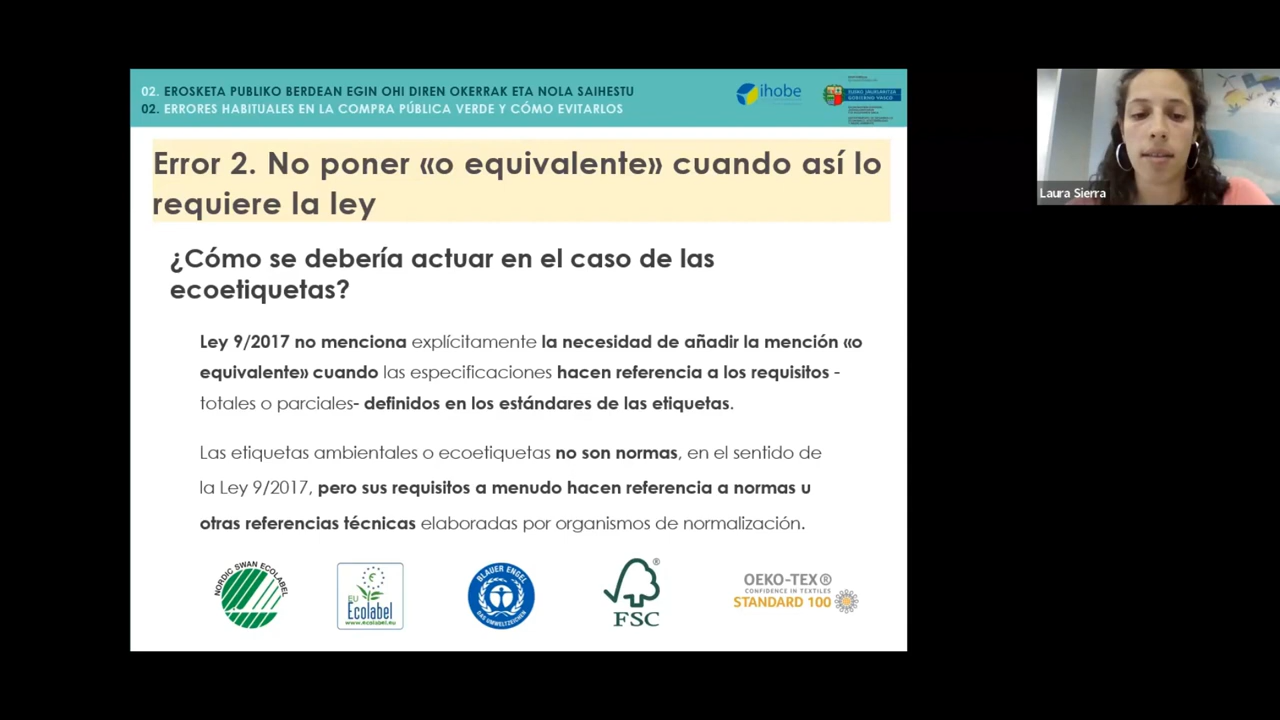 02. EROSKETA PUBLIKO BERDEAN EGIN OHI DIREN OKERRAK ETA NOLA SAIHESTU
02. ERRORES HABITUALES EN LA COMPRA PÚBLICA VERDE Y CÓMO EVITARLOS
ihobe
EUSKO JAURLARITZA
GOBIERNO VASCO
Error 2. No poner «o equivalente» cuando así lo
requiere la ley
¿Cómo se debería actuar en el caso de las
ecoetiquetas?
Ley 9/2017 no menciona explícitamente la necesidad de añadir la mención «o
equivalente» cuando las especificaciones hacen referencia a los requisitos -
totales o parciales- definidos en los estándares de las etiquetas.
Las etiquetas ambientales o ecoetiquetas no son normas, en el sentido de
la Ley 9/2017, pero sus requisitos a menudo hacen referencia a normas u
otras referencias técnicas elaboradas por organismos de normalización.
NORDIC SWAN ECOLABEL
EU
Ecolabel
www.ecolabel.eu
BLAUER ENGEL
DAS UMWELTZEICHEN
®
FSC
OEKO-TEX®
CONFIDENCE IN TEXTILES
STANDARD 100
Laura Sierra